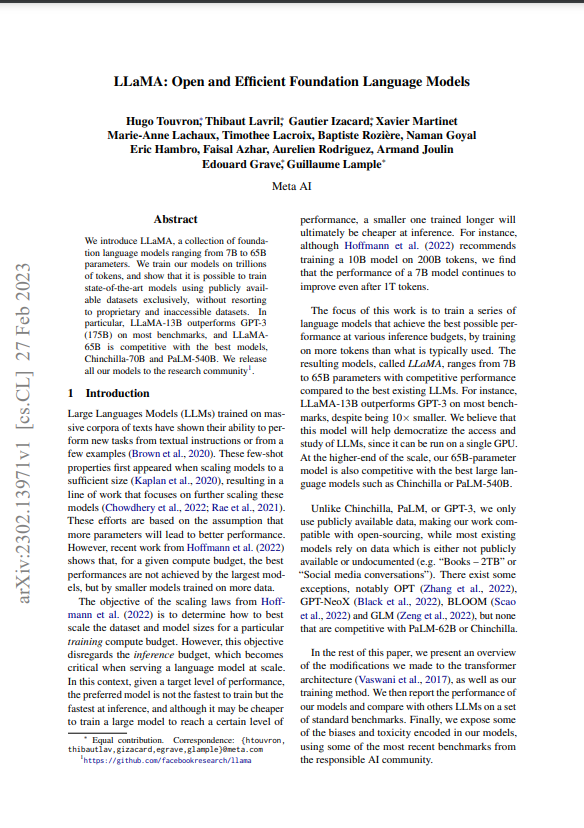 LLaMA: Open and Efficient Foundation Language Models
Hugo Touvron*, Thibaut Lavril*, Gautier Izacard*, Xavier Martinet
Marie-Anne Lachaux, Timothee Lacroix, Baptiste Rozière, Naman Goyal
Eric Hambro, Faisal Azhar, Aurelien Rodriguez, Armand Joulin
Edouard Grave*, Guillaume Lample*
Meta AI
arXiv:2302.13971v1 [cs.CL] 27 Feb 2023
Abstract
We introduce LLaMA, a collection of founda-
tion language models ranging from 7B to 65B
parameters. We train our models on trillions
of tokens, and show that it is possible to train
state-of-the-art models using publicly avail-
able datasets exclusively, without resorting
to proprietary and inaccessible datasets. In
particular, LLaMA-13B outperforms GPT-3
(175B) on most benchmarks, and LLaMA-
65B is competitive with the best models,
Chinchilla-70B and PaLM-540B. We release
all our models to the research community1.
1 Introduction
Large Languages Models (LLMs) trained on mas-
sive corpora of texts have shown their ability to per-
form new tasks from textual instructions or from a
few examples (Brown et al., 2020). These few-shot
properties first appeared when scaling models to a
sufficient size (Kaplan et al., 2020), resulting in a
line of work that focuses on further scaling these
models (Chowdhery et al., 2022; Rae et al., 2021).
These efforts are based on the assumption that
more parameters will lead to better performance.
However, recent work from Hoffmann et al. (2022)
shows that, for a given compute budget, the best
performances are not achieved by the largest mod-
els, but by smaller models trained on more data.
The objective of the scaling laws from Hoff-
mann et al. (2022) is to determine how to best
scale the dataset and model sizes for a particular
training compute budget. However, this objective
disregards the inference budget, which becomes
critical when serving a language model at scale.
In this context, given a target level of performance,
the preferred model is not the fastest to train but the
fastest at inference, and although it may be cheaper
to train a large model to reach a certain level of
* Equal contribution. Correspondence: {htouvron,
thibautlav,gizacard,egrave,glample}@meta.com
1https://github.com/facebookresearch/llama
performance, a smaller one trained longer will
ultimately be cheaper at inference. For instance,
although Hoffmann et al. (2022) recommends
training a 10B model on 200B tokens, we find
that the performance of a 7B model continues to
improve even after 1T tokens.
The focus of this work is to train a series of
language models that achieve the best possible per-
formance at various inference budgets, by training
on more tokens than what is typically used. The
resulting models, called LLaMA, ranges from 7B
to 65B parameters with competitive performance
compared to the best existing LLMs. For instance,
LLaMA-13B outperforms GPT-3 on most bench-
marks, despite being 10× smaller. We believe that
this model will help democratize the access and
study of LLMs, since it can be run on a single GPU.
At the higher-end of the scale, our 65B-parameter
model is also competitive with the best large lan-
guage models such as Chinchilla or PaLM-540B.
Unlike Chinchilla, PaLM, or GPT-3, we only
use publicly available data, making our work com-
patible with open-sourcing, while most existing
models rely on data which is either not publicly
available or undocumented (e.g. “Books – 2TB” or
“Social media conversations”). There exist some
exceptions, notably OPT (Zhang et al., 2022),
GPT-NeoX (Black et al., 2022), BLOOM (Scao
et al., 2022) and GLM (Zeng et al., 2022), but none
that are competitive with PaLM-62B or Chinchilla.
In the rest of this paper, we present an overview
of the modifications we made to the transformer
architecture (Vaswani et al., 2017), as well as our
training method. We then report the performance of
our models and compare with others LLMs on a set
of standard benchmarks. Finally, we expose some
of the biases and toxicity encoded in our models,
using some of the most recent benchmarks from
the responsible AI community.